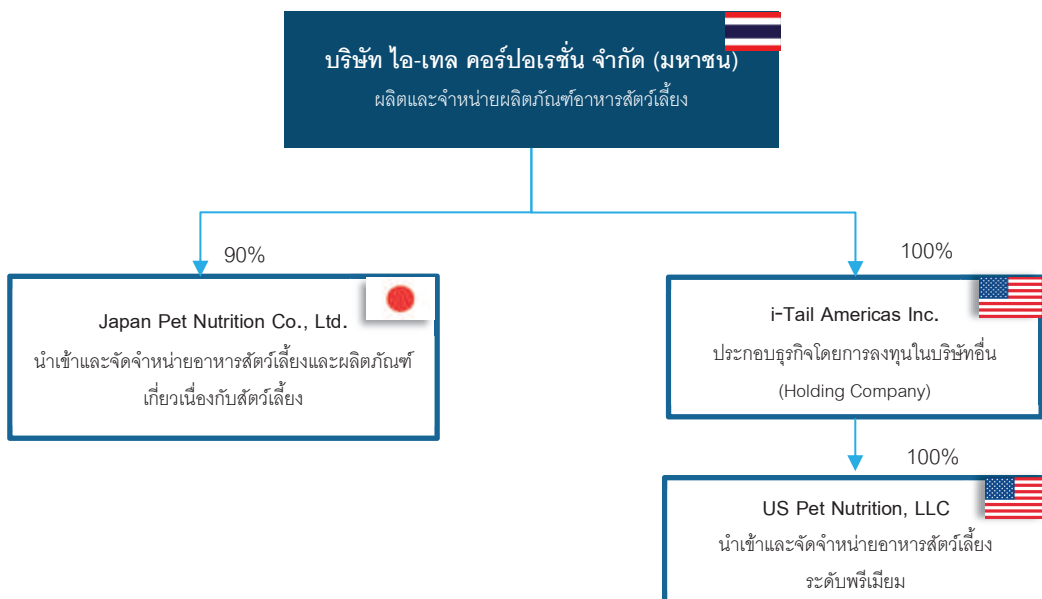 บริษัท ไอ-เทล คอร์ปอเรชั่น จำกัด (มหาชน)
ผลิตและจำหน่ายผลิตภัณฑ์อาหารสัตว์เลี้ยง
90%
Japan Pet Nutrition Co., Ltd.
นำเข้าและจัดจำหน่ายอาหารสัตว์เลี้ยงและผลิตภัณฑ์
เกี่ยวเนื่องกับสัตว์เลี้ยง
100%
i-Tail Americas Inc.
ประกอบธุรกิจโดยการลงทุนในบริษัทอื่น
(Holding Company)
100%
US Pet Nutrition, LLC
นำเข้าและจัดจำหน่ายอาหารสัตว์เลี้ยง
ระดับพรีเมียม